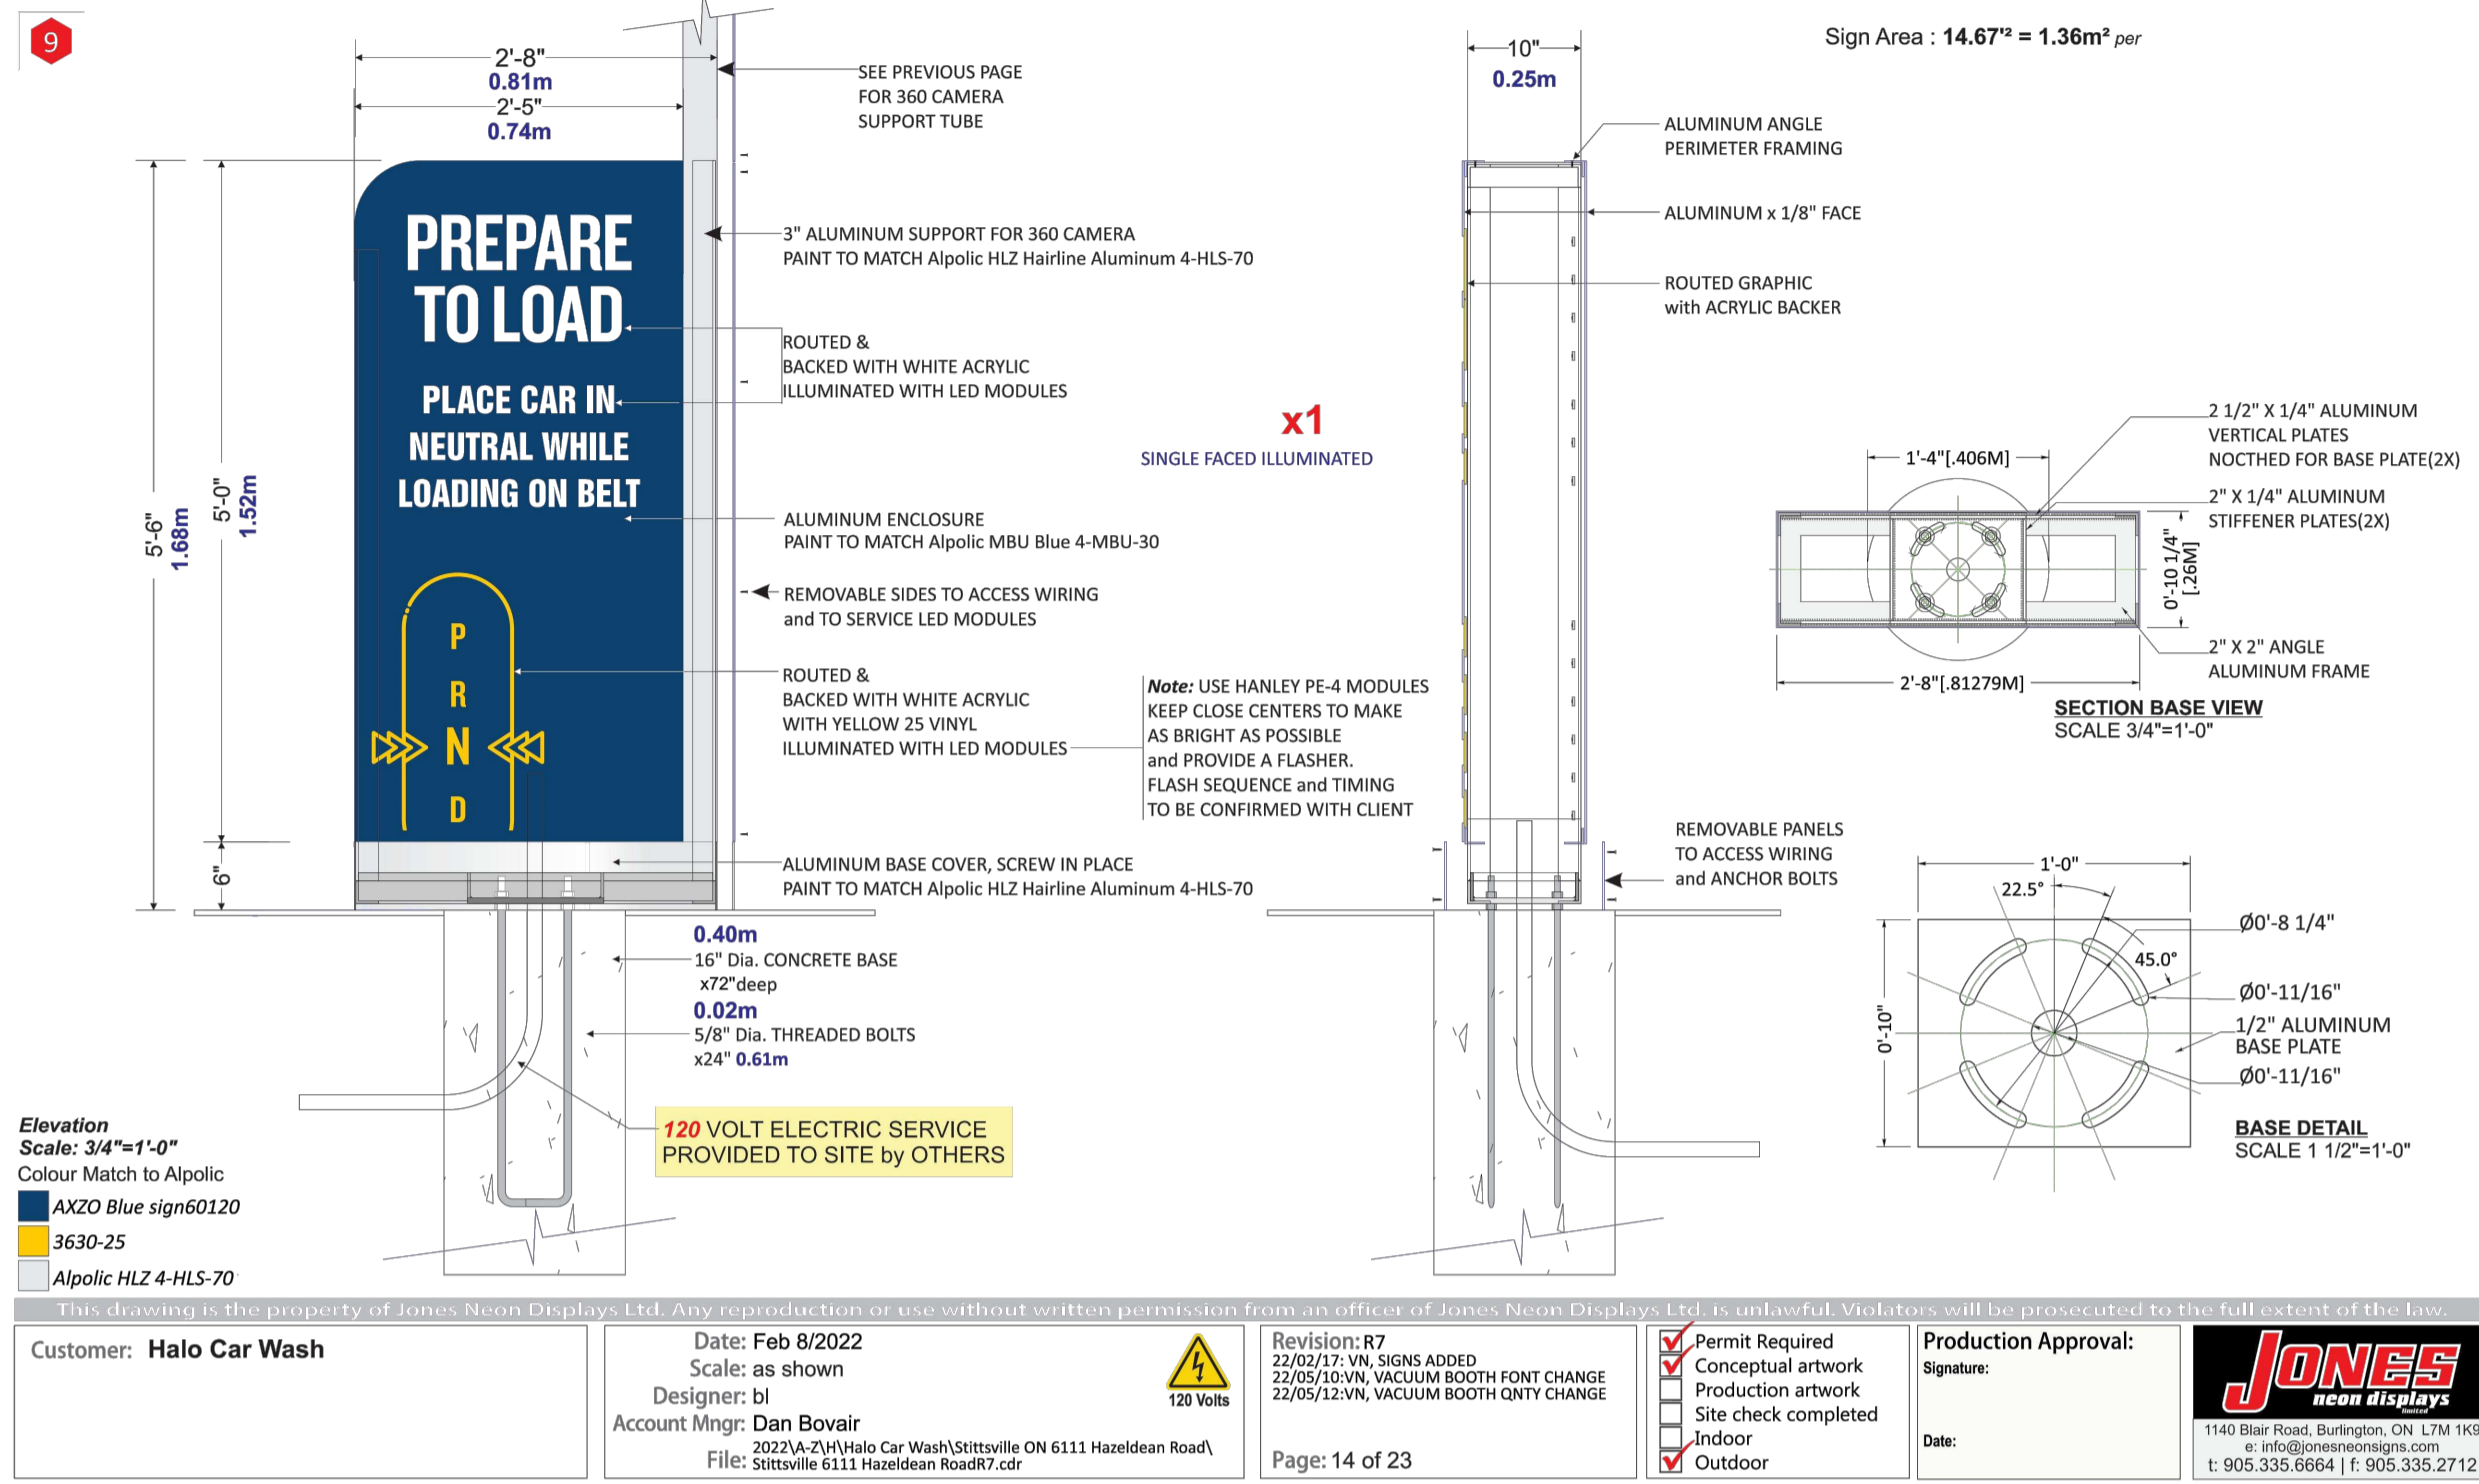 9
2'-8"
0.81m
2'-5"
0.74m
SEE PREVIOUS PAGE
FOR 360 CAMERA
SUPPORT TUBE
10"
0.25m
Sign Area : 14.67'² = 1.36m² per
ALUMINUM ANGLE
PERIMETER FRAMING
ALUMINUM x 1/8" FACE
ROUTED GRAPHIC
with ACRYLIC BACKER
PREPARE
TO LOAD
PLACE CAR IN
NEUTRAL WHILE
LOADING ON BELT
P
R
N
D
5'-6"
1.68m
5'-0"
1.52m
6"
3" ALUMINUM SUPPORT FOR 360 CAMERA
PAINT TO MATCH Alpolic HLZ Hairline Aluminum 4-HLS-70
ROUTED &
BACKED WITH WHITE ACRYLIC
ILLUMINATED WITH LED MODULES
x1
SINGLE FACED ILLUMINATED
ALUMINUM ENCLOSURE
PAINT TO MATCH Alpolic MBU Blue 4-MBU-30
REMOVABLE SIDES TO ACCESS WIRING
and TO SERVICE LED MODULES
ROUTED &
BACKED WITH WHITE ACRYLIC
WITH YELLOW 25 VINYL
ILLUMINATED WITH LED MODULES
Note: USE HANLEY PE-4 MODULES
KEEP CLOSE CENTERS TO MAKE
AS BRIGHT AS POSSIBLE
and PROVIDE A FLASHER.
FLASH SEQUENCE and TIMING
TO BE CONFIRMED WITH CLIENT
ALUMINUM BASE COVER, SCREW IN PLACE
PAINT TO MATCH Alpolic HLZ Hairline Aluminum 4-HLS-70
REMOVABLE PANELS
TO ACCESS WIRING
and ANCHOR BOLTS
0.40m
16" Dia. CONCRETE BASE
x72"deep
0.02m
5/8" Dia. THREADED BOLTS
x24" 0.61m
120 VOLT ELECTRIC SERVICE
PROVIDED TO SITE by OTHERS
1'-4"[.406M]
2 1/2" X 1/4" ALUMINUM
VERTICAL PLATES
NOCTHED FOR BASE PLATE(2X)
2" X 1/4" ALUMINUM
STIFFENER PLATES(2X)
0'-10 1/4"
[.26M]
2" X 2" ANGLE
ALUMINUM FRAME
2'-8"[.81279M]
SECTION BASE VIEW
SCALE 3/4"=1'-0"
1'-0"
22.5°
Ø0'-8 1/4"
45.0°
Ø0'-11/16"
0'-10"
1/2" ALUMINUM
BASE PLATE
Ø0'-11/16"
BASE DETAIL
SCALE 1 1/2"=1'-0"
Elevation
Scale: 3/4"=1'-0"
Colour Match to Alpolic
AXZO Blue sign60120
3630-25
Alpolic HLZ 4-HLS-70
This drawing is the property of Jones Neon Displays Ltd. Any reproduction or use without written permission from an officer of Jones Neon Displays Ltd. is unlawful. Violators will be prosecuted to the full extent of the law.
Customer: Halo Car Wash
Date: Feb 8/2022
Scale: as shown
Designer: bl
Account Mngr: Dan Bovair
File: 2022\A-Z\H\Halo Car Wash\Stittsville ON 6111 Hazeldean Road\
Stittsville 6111 Hazeldean RoadR7.cdr
120 Volts
Revision: R7
22/02/17: VN, SIGNS ADDED
22/05/10:VN, VACUUM BOOTH FONT CHANGE
22/05/12:VN, VACUUM BOOTH QNTY CHANGE
Page: 14 of 23
Permit Required
Conceptual artwork
Production artwork
Site check completed
Indoor
Outdoor
Production Approval:
Signature:
Date:
JONES
neon displays
limited
1140 Blair Road, Burlington, ON L7M 1K9
e: info@jonesneonsigns.com
t: 905.335.6664 | f: 905.335.2712